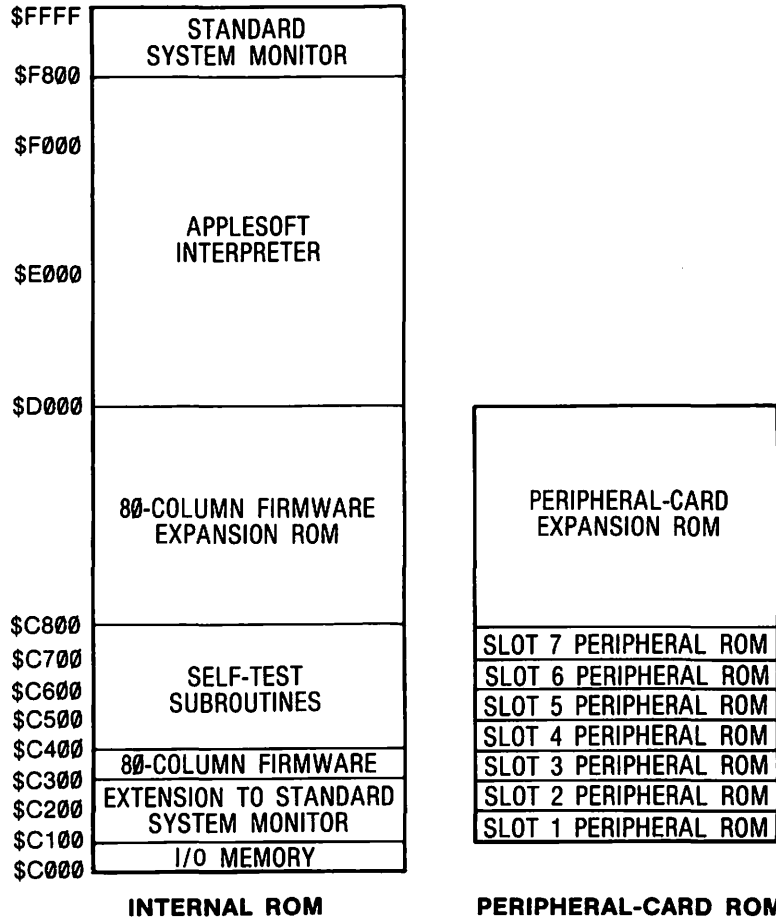 $FFFF
STANDARD
SYSTEM MONITOR
$F800
$F000
APPLESOFT
INTERPRETER
$E000
$D000
80-COLUMN FIRMWARE
EXPANSION ROM
PERIPHERAL-CARD
EXPANSION ROM
$C800
$C700
SELF-TEST
SUBROUTINES
$C600
$C500
$C400
80-COLUMN FIRMWARE
$C300
EXTENSION TO STANDARD
SYSTEM MONITOR
$C200
$C100
I/O MEMORY
$C000
SLOT 7 PERIPHERAL ROM
SLOT 6 PERIPHERAL ROM
SLOT 5 PERIPHERAL ROM
SLOT 4 PERIPHERAL ROM
SLOT 3 PERIPHERAL ROM
SLOT 2 PERIPHERAL ROM
SLOT 1 PERIPHERAL ROM
INTERNAL ROM
PERIPHERAL-CARD ROM